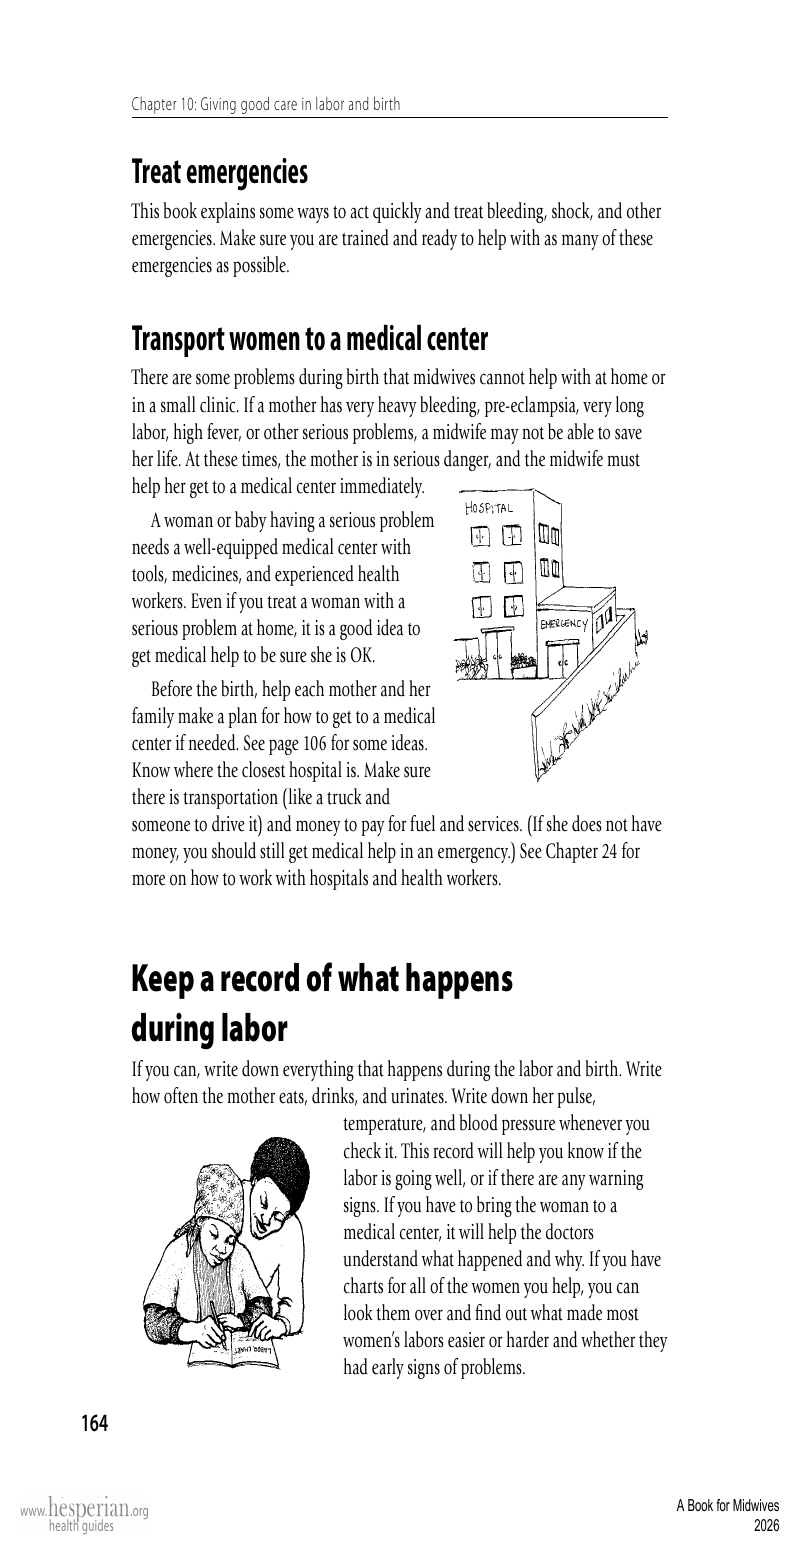 Chapter 10: Giving good care in labor and birth
Treat emergencies
This book explains some ways to act quickly and treat bleeding, shock, and other
emergencies. Make sure you are trained and ready to help with as many of these
emergencies as possible.
Transport women to a medical center
There are some problems during birth that midwives cannot help with at home or
in a small clinic. If a mother has very heavy bleeding, pre-eclampsia, very long
labor, high fever, or other serious problems, a midwife may not be able to save
her life. At these times, the mother is in serious danger, and the midwife must
help her get to a medical center immediately.
A woman or baby having a serious problem
needs a well-equipped medical center with
tools, medicines, and experienced health
workers. Even if you treat a woman with a
serious problem at home, it is a good idea to
get medical help to be sure she is OK.
HOSPITAL
EMERGENCY
Before the birth, help each mother and her
family make a plan for how to get to a medical
center if needed. See page 106 for some ideas.
Know where the closest hospital is. Make sure
there is transportation (like a truck and
someone to drive it) and money to pay for fuel and services. (If she does not have
money, you should still get medical help in an emergency.) See Chapter 24 for
more on how to work with hospitals and health workers.
Keep a record of what happens
during labor
If you can, write down everything that happens during the labor and birth. Write
how often the mother eats, drinks, and urinates. Write down her pulse,
temperature, and blood pressure whenever you
check it. This record will help you know if the
labor is going well, or if there are any warning
signs. If you have to bring the woman to a
medical center, it will help the doctors
understand what happened and why. If you have
charts for all of the women you help, you can
look them over and find out what made most
women's labors easier or harder and whether they
had early signs of problems.
LABOR CHART
164
www.hesperian.org
health guides
A Book for Midwives
2026